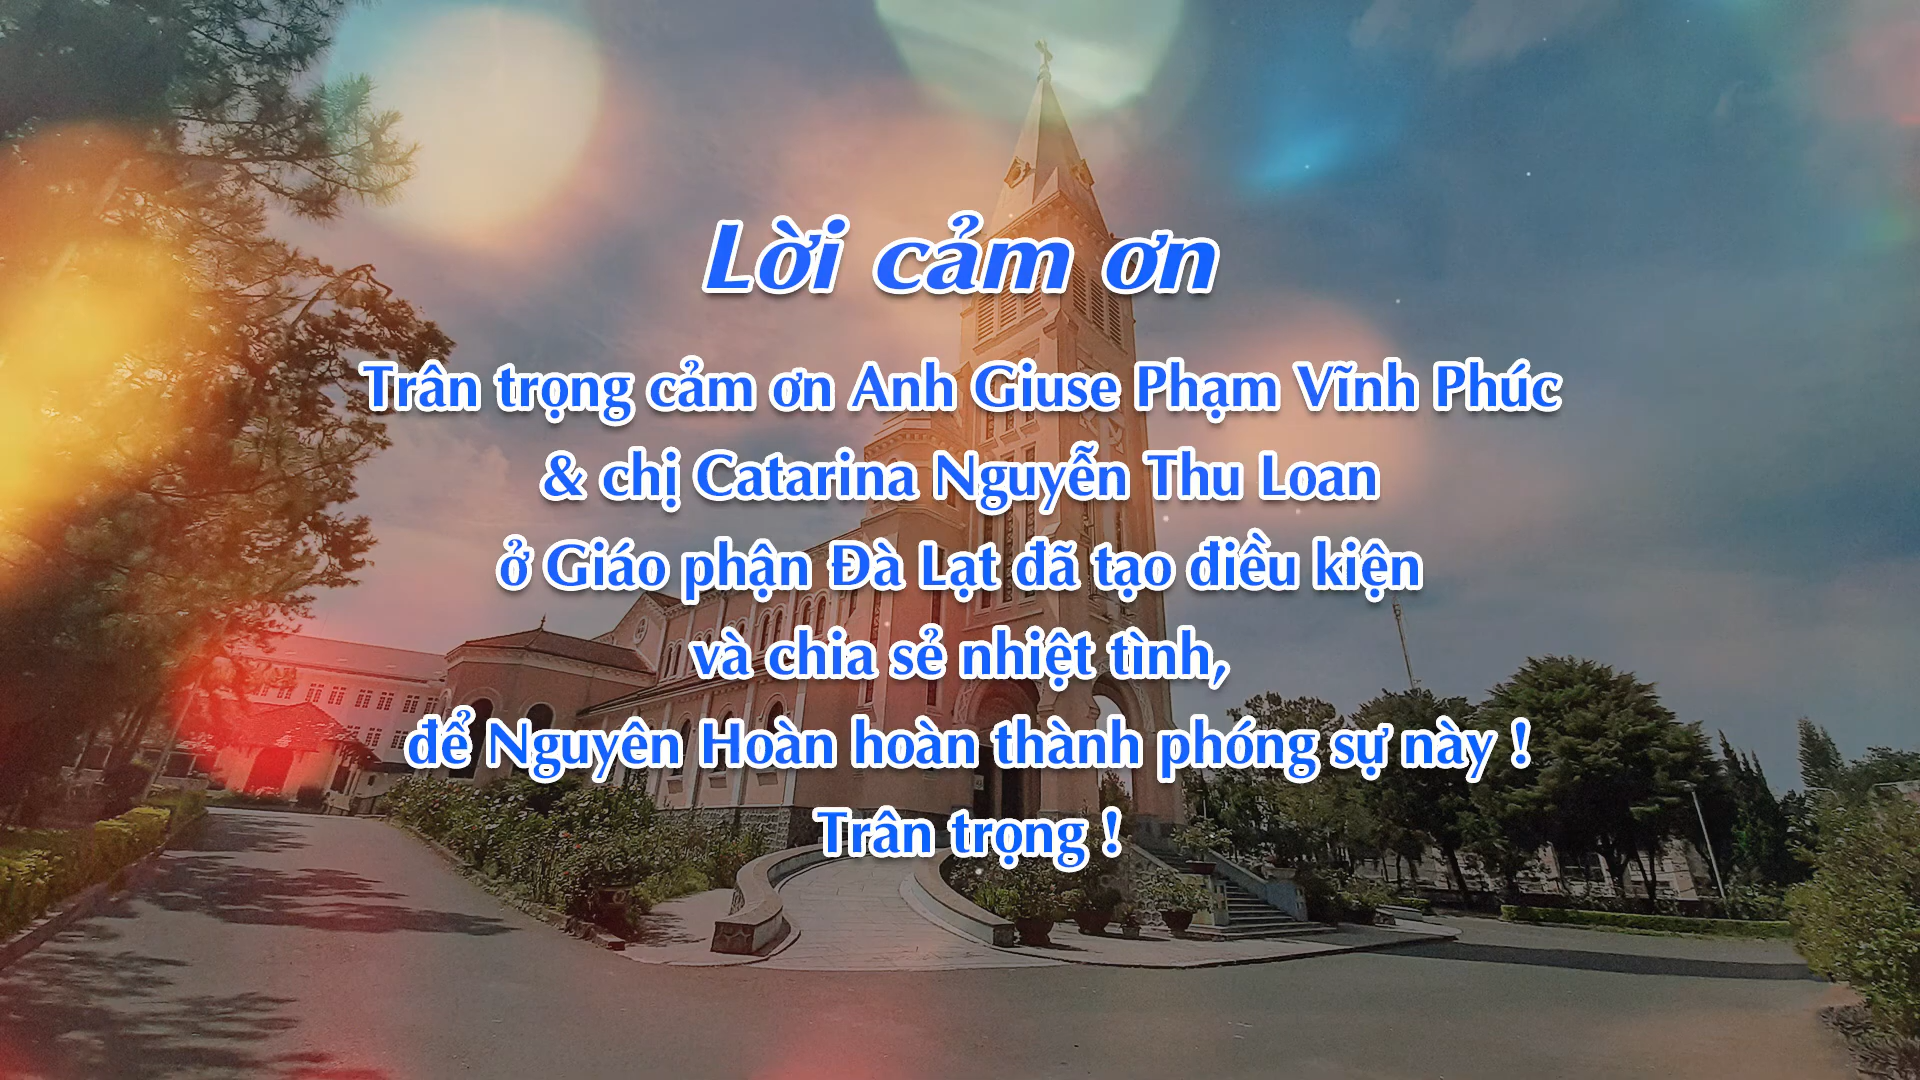 Lời cảm ơn
Trân trọng cảm ơn Anh Giuse Phạm Vĩnh Phúc
& chị Catarina Nguyễn Thu Loan
ở Giáo phận Đà Lạt đã tạo điều kiện
và chia sẻ nhiệt tình,
để Nguyên Hoàn hoàn thành phóng sự này !
Trân trọng !